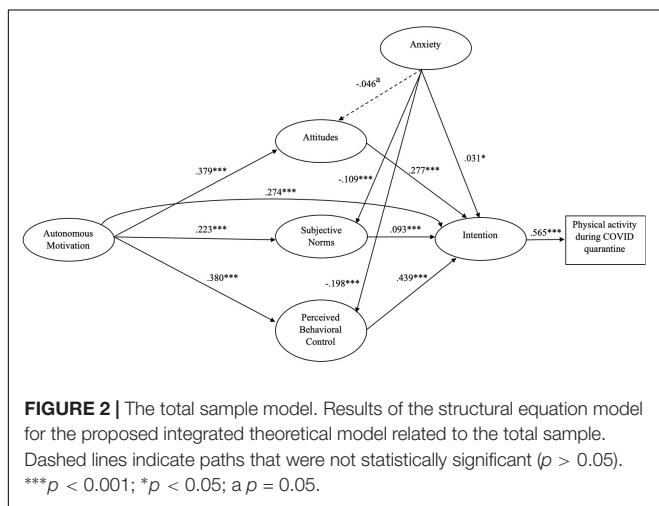 Anxiety
-.046a
Attitudes
.379***
-.109***
.277***
.031*
.274***
Autonomous
Motivation
.223***
Subjective
Norms
.093***
Intention
.565***
Physical activity
during COVID
quarantine
.380***
-.198***
.439***
Perceived
Behavioral
Control
FIGURE 2 | The total sample model. Results of the structural equation model
for the proposed integrated theoretical model related to the total sample.
Dashed lines indicate paths that were not statistically significant (p > 0.05).
***p < 0.001; *p < 0.05; a p = 0.05.